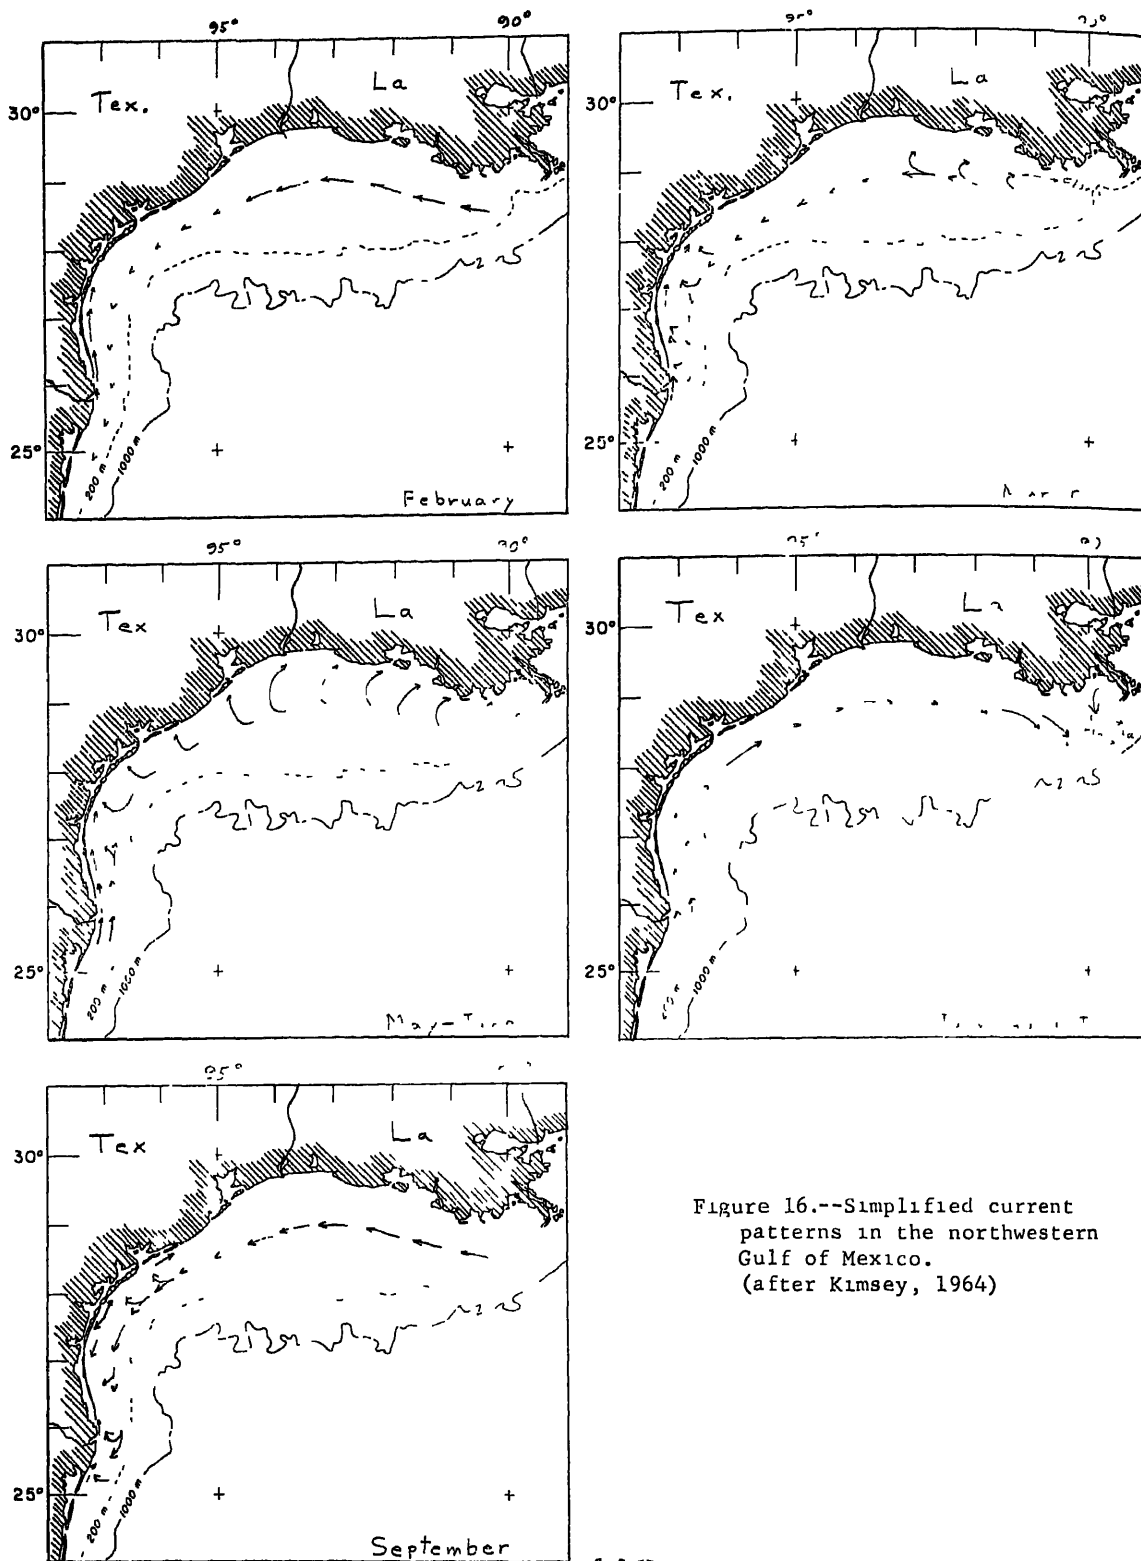 95° 90°
Tex. La
30°
25°
200 m 1000 m
February
Tex. La
30°
25°
200 m 1000 m
95°
Tex La
30°
25°
200 m 1000 m
Tex La
30°
25°
1000 m
95°
Tex La
30°
25°
200 m 1000 m
September
Figure 16.--Simplified current
patterns in the northwestern
Gulf of Mexico.
(after Kimsey, 1964)